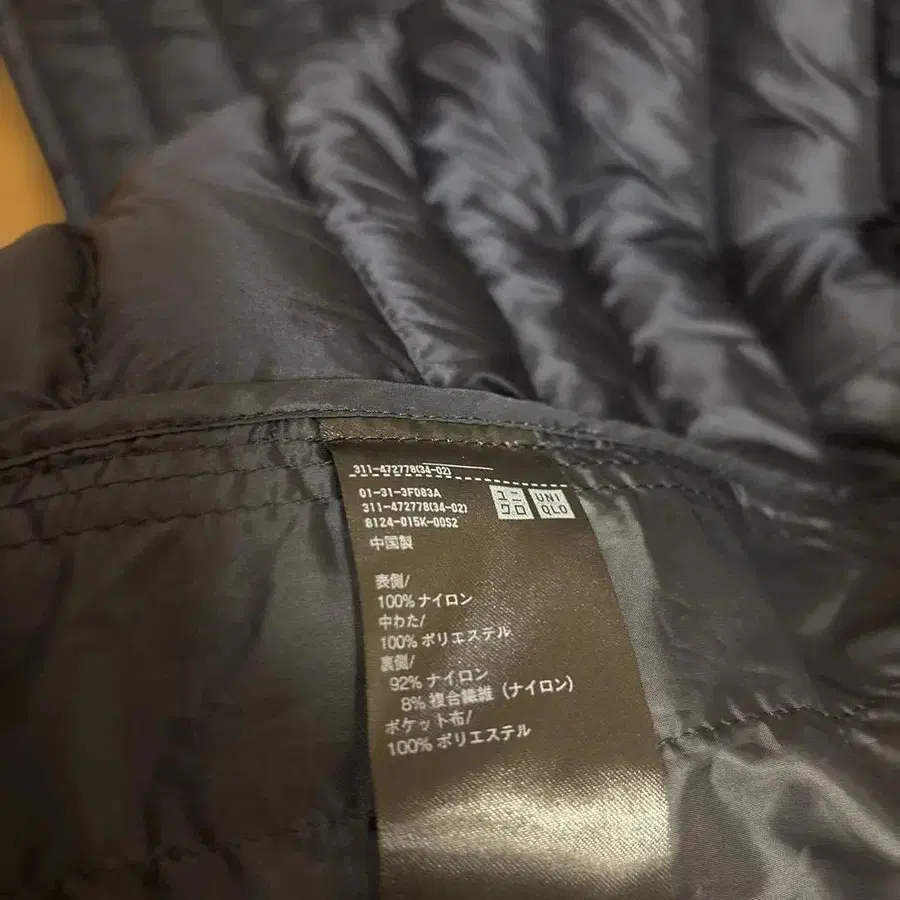 311-472778(34-02)
01-31-3F083A
311-472778(34-02)
8124-015K-00S2
ユニクロ
UNIQLO
中国製
表側/
100% ナイロン
中わた/
100% ポリエステル
裏側/
92% ナイロン
8% 複合繊維 (ナイロン)
ポケット布/
100% ポリエステル